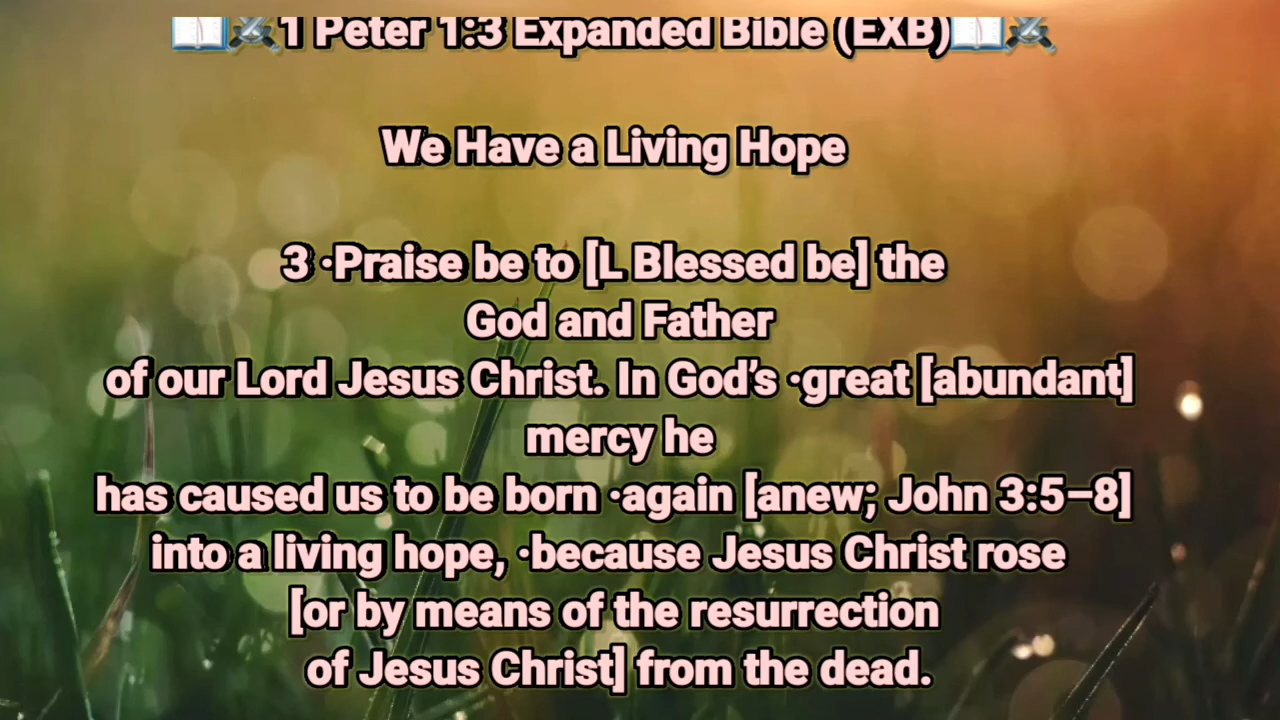 📖⚔️1 Peter 1:3 Expanded Bible (EXB)📖⚔️
We Have a Living Hope
3 ·Praise be to [L Blessed be] the
God and Father
of our Lord Jesus Christ. In God’s ·great [abundant]
mercy he
has caused us to be born ·again [anew; John 3:5–8]
into a living hope, ·because Jesus Christ rose
[or by means of the resurrection
of Jesus Christ] from the dead.